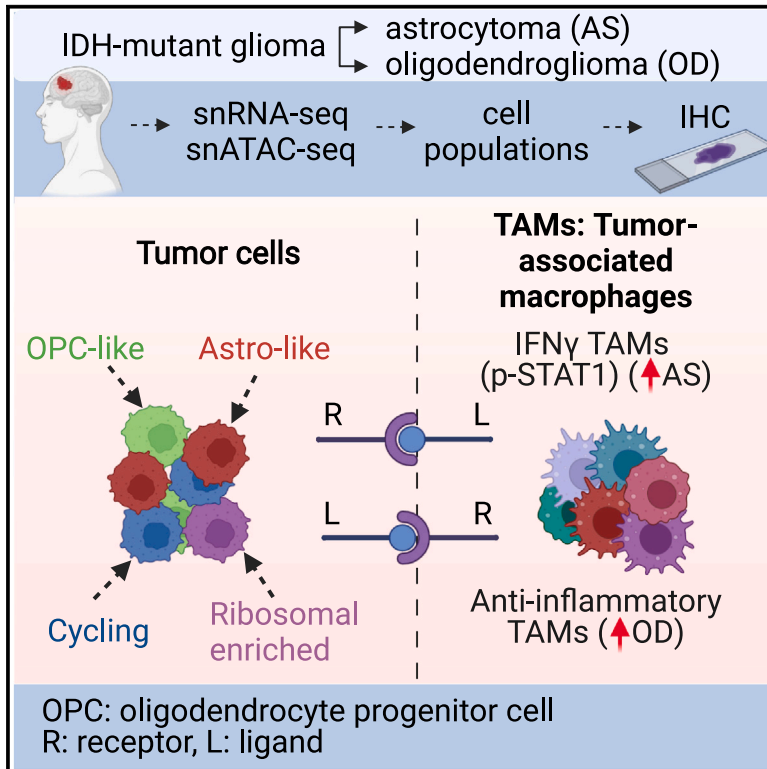 IDH-mutant glioma
astrocytoma (AS)
oligodendroglioma (OD)
snRNA-seq
snATAC-seq
cell
populations
IHC
Tumor cells
TAMs: Tumor-
associated
macrophages
OPC-like
Astro-like
Cycling
Ribosomal
enriched
R
L
L
R
IFNγ TAMs
(p-STAT1) (↑AS)
Anti-inflammatory
TAMs (↑OD)
OPC: oligodendrocyte progenitor cell
R: receptor, L: ligand